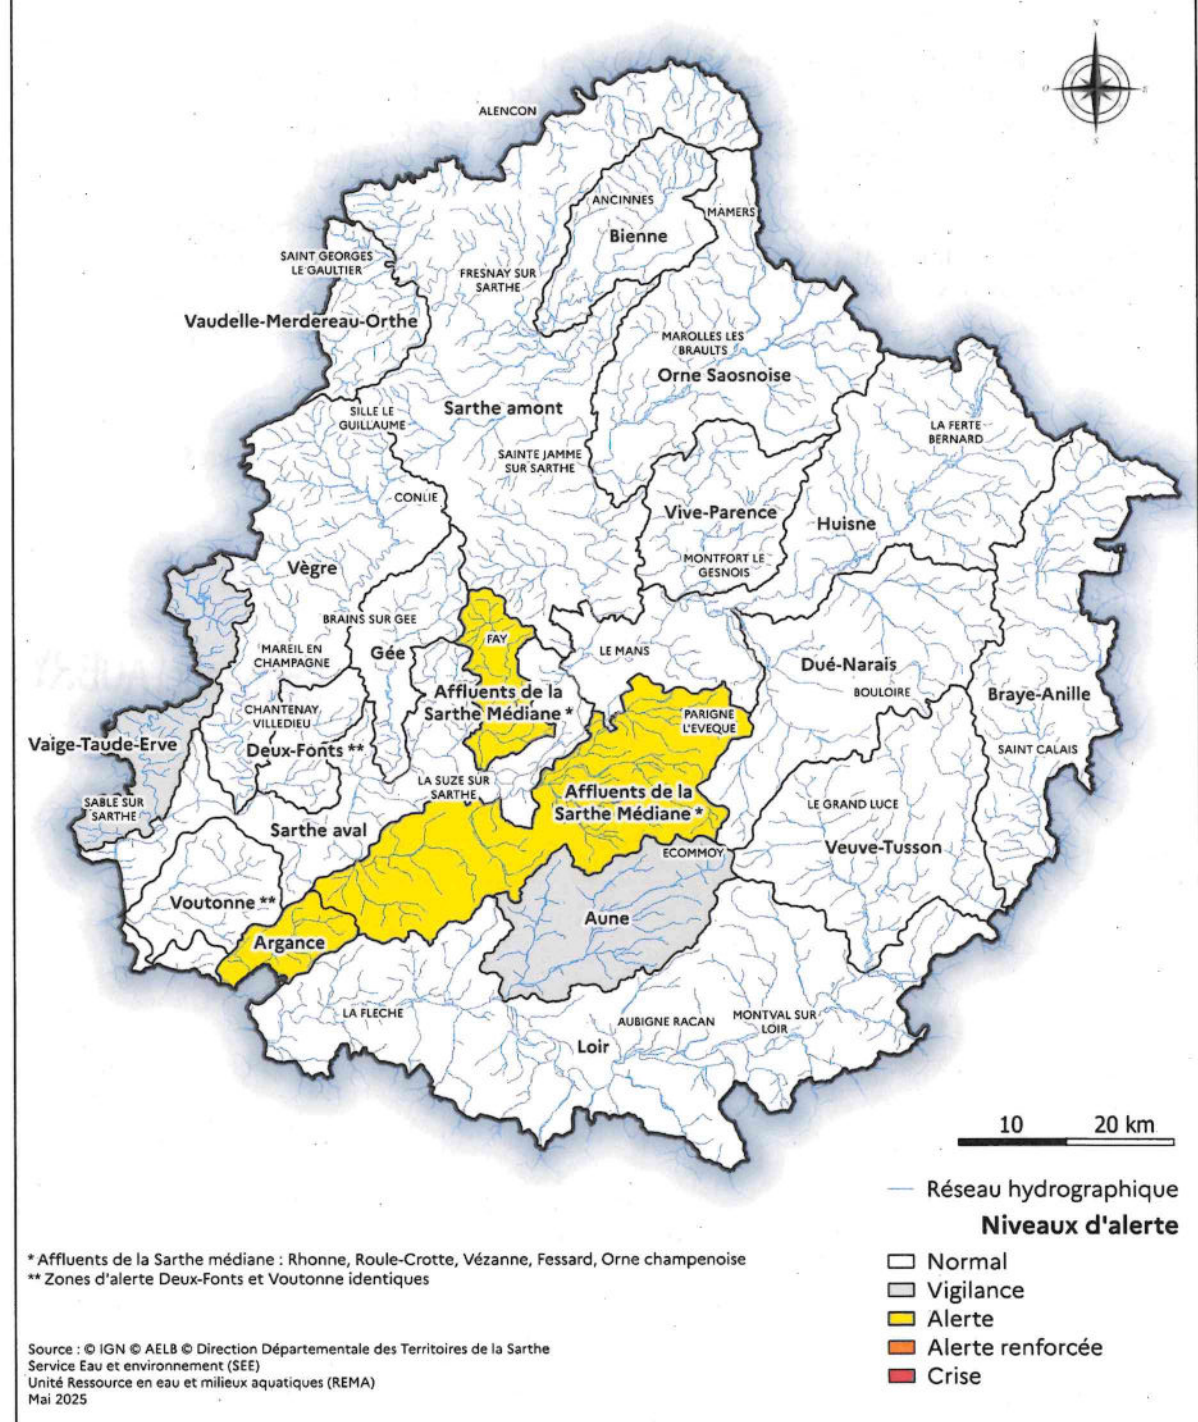 N
O
E
S
ALENCON
ANCINNES
MAMERS
Bienne
SAINT GEORGES
LE GAULTIER
FRESNAY SUR
SARTHE
Vaudelle-Merdereau-Orthe
MAROLLES LES
BRAULTS
Orne Saosnoise
SILLE LE
GUILLAUME
Sarthe amont
LA FERTE
BERNARD
SAINTE JAMME
SUR SARTHE
CONLIE
Vive-Parence
Huisne
MONTFORT LE
GESNOIS
Vègre
BRAINS SUR GEE
FAY
MAREIL EN
CHAMPAGNE
Gée
LE MANS
Dué-Narais
BOULOIRE
Braye-Anille
Affluents de la
Sarthe Médiane *
CHANTENAY
VILLEDIEU
PARIGNE
L'EVEQUE
Vaige-Taude-Erve
Deux-Fonts **
SAINT CALAIS
LA SUZE SUR
SARTHE
Affluents de la
Sarthe Médiane *
SABLE SUR
SARTHE
LE GRAND LUCE
Sarthe aval
Veuve-Tusson
ECOMMOY
Voutonne **
Aune
Argance
LA FLECHE
AUBIGNE RACAN
MONTVAL SUR
LOIR
Loir
10 20 km
Réseau hydrographique
Niveaux d'alerte
Normal
Vigilance
Alerte
Alerte renforcée
Crise
* Affluents de la Sarthe médiane : Rhonne, Roule-Crotte, Vézanne, Fessard, Orne champenoise
** Zones d'alerte Deux-Fonts et Voutonne identiques
Source : © IGN © AELB © Direction Départementale des Territoires de la Sarthe
Service Eau et environnement (SEE)
Unité Ressource en eau et milieux aquatiques (REMA)
Mai 2025